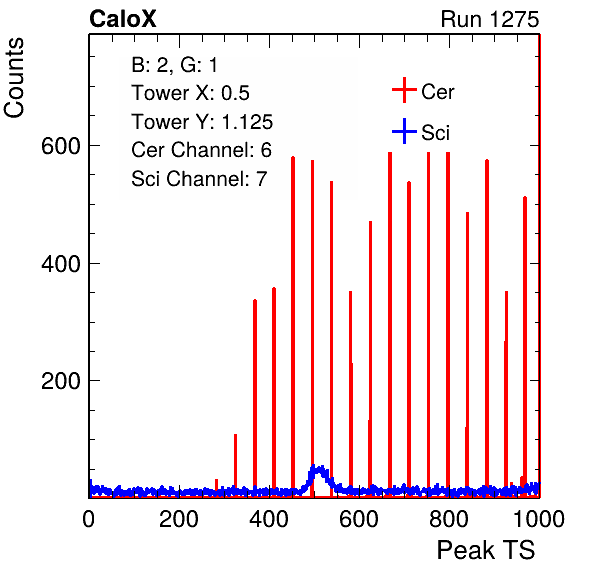 CaloX Run 1275
Counts
B: 2, G: 1
Tower X: 0.5
Tower Y: 1.125
Cer Channel: 6
Sci Channel: 7
Cer
Sci
600
400
200
0 200 400 600 800 1000
Peak TS